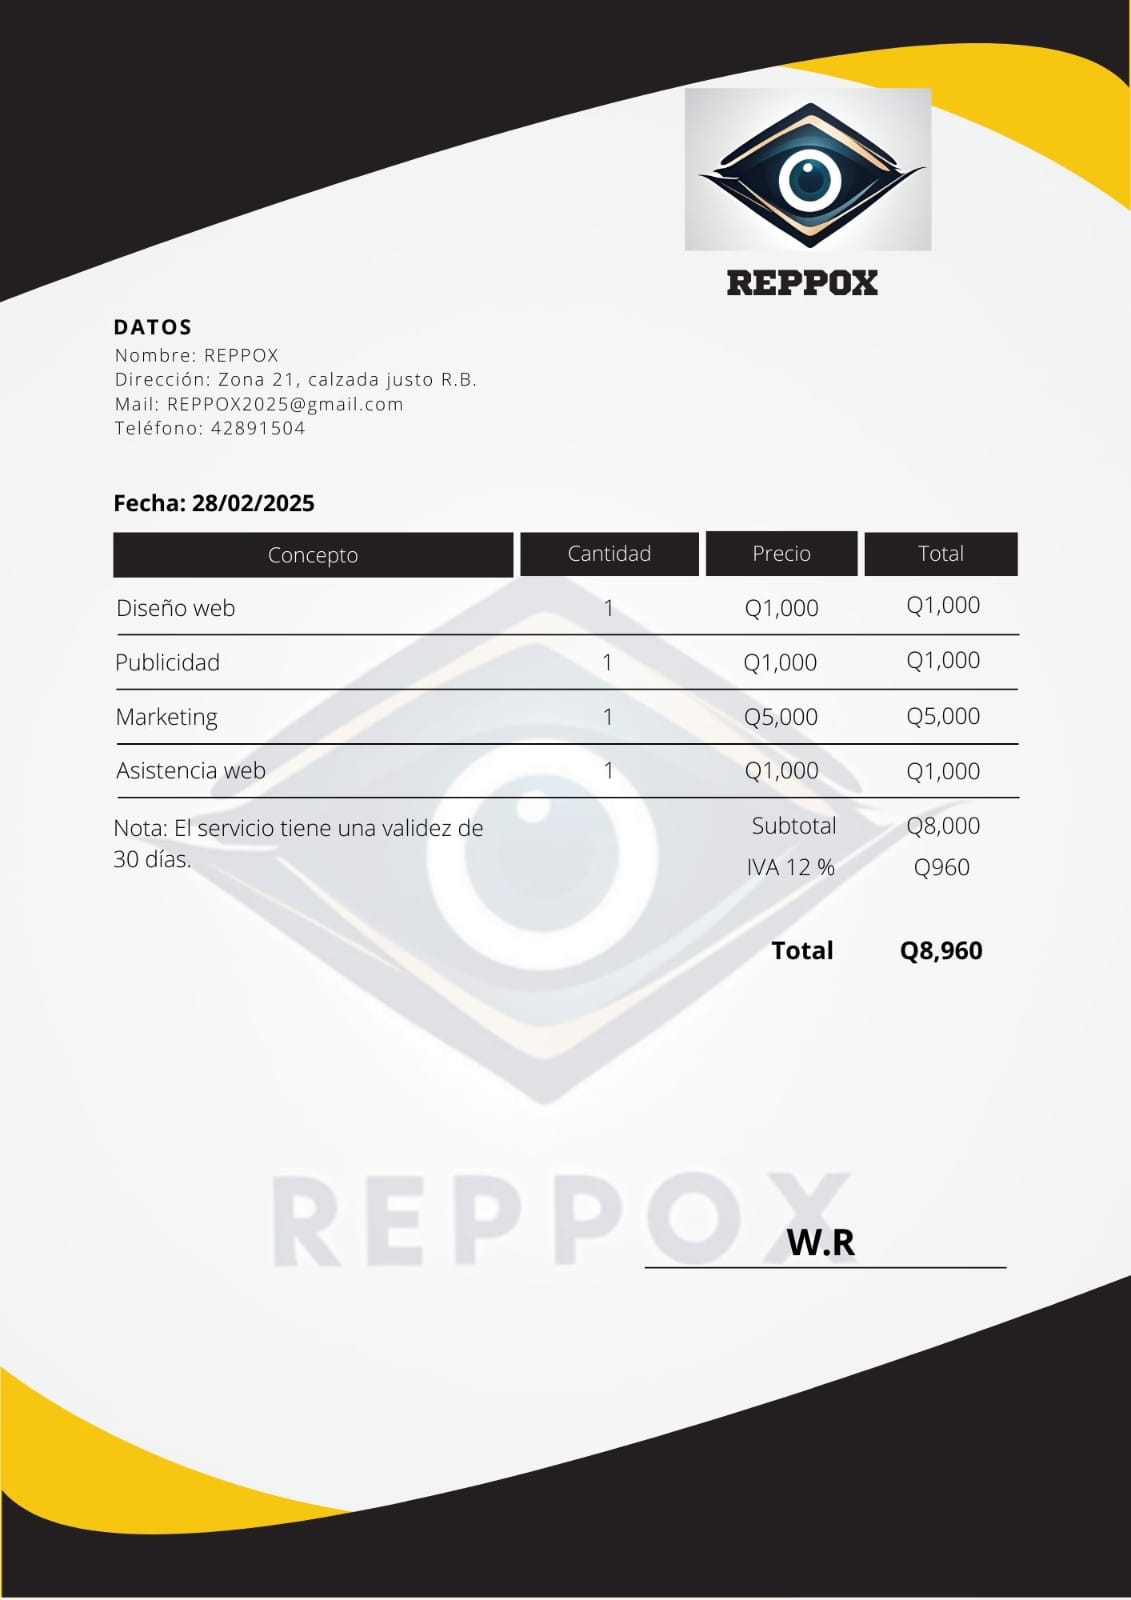 REPPOX
DATOS
Nombre: REPPOX
Dirección: Zona 21, calzada justo R.B.
Mail: REPPOX2025@gmail.com
Teléfono: 42891504
Fecha: 28/02/2025
Concepto Cantidad Precio Total
Diseño web 1 Q1,000 Q1,000
Publicidad 1 Q1,000 Q1,000
Marketing 1 Q5,000 Q5,000
Asistencia web 1 Q1,000 Q1,000
Nota: El servicio tiene una validez de
30 días.
Subtotal Q8,000
IVA 12 % Q960
Total Q8,960
REPPOX
W.R